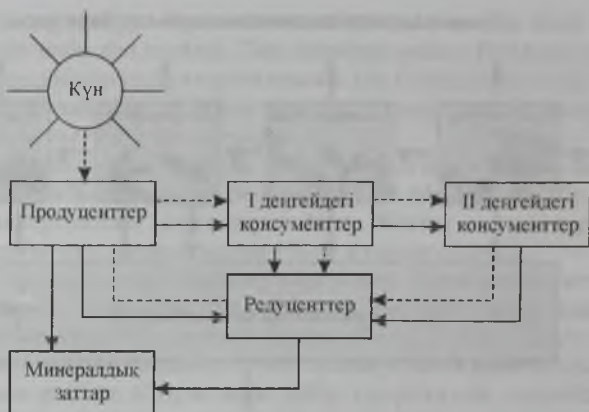 Күн
Продуценттер
I деңгейдегі
консументтер
II деңгейдегі
консументтер
Редуценттер
Минералдық
заттар